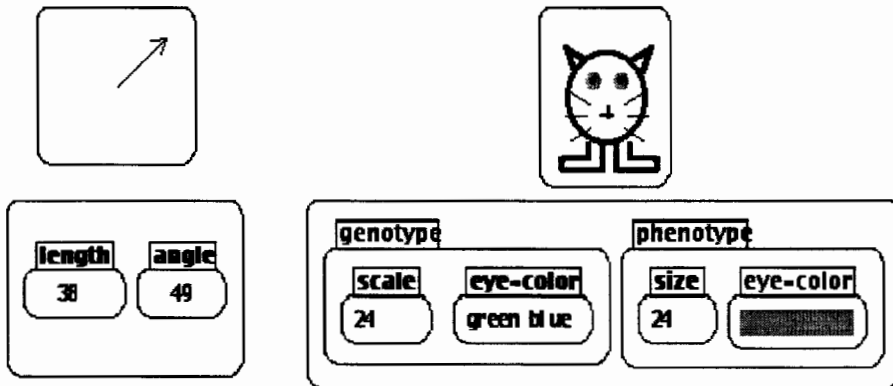 length angle
38 49
genotype
scale eye-color
24 green blue
phenotype
size eye-color
24